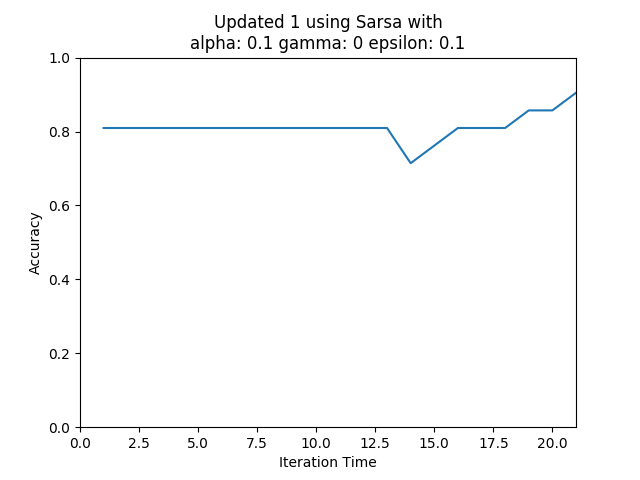 Updated 1 using Sarsa with
alpha: 0.1 gamma: 0 epsilon: 0.1
1.0
0.8
0.6
0.4
0.2
0.0
Accuracy
0.0 2.5 5.0 7.5 10.0 12.5 15.0 17.5 20.0
Iteration Time